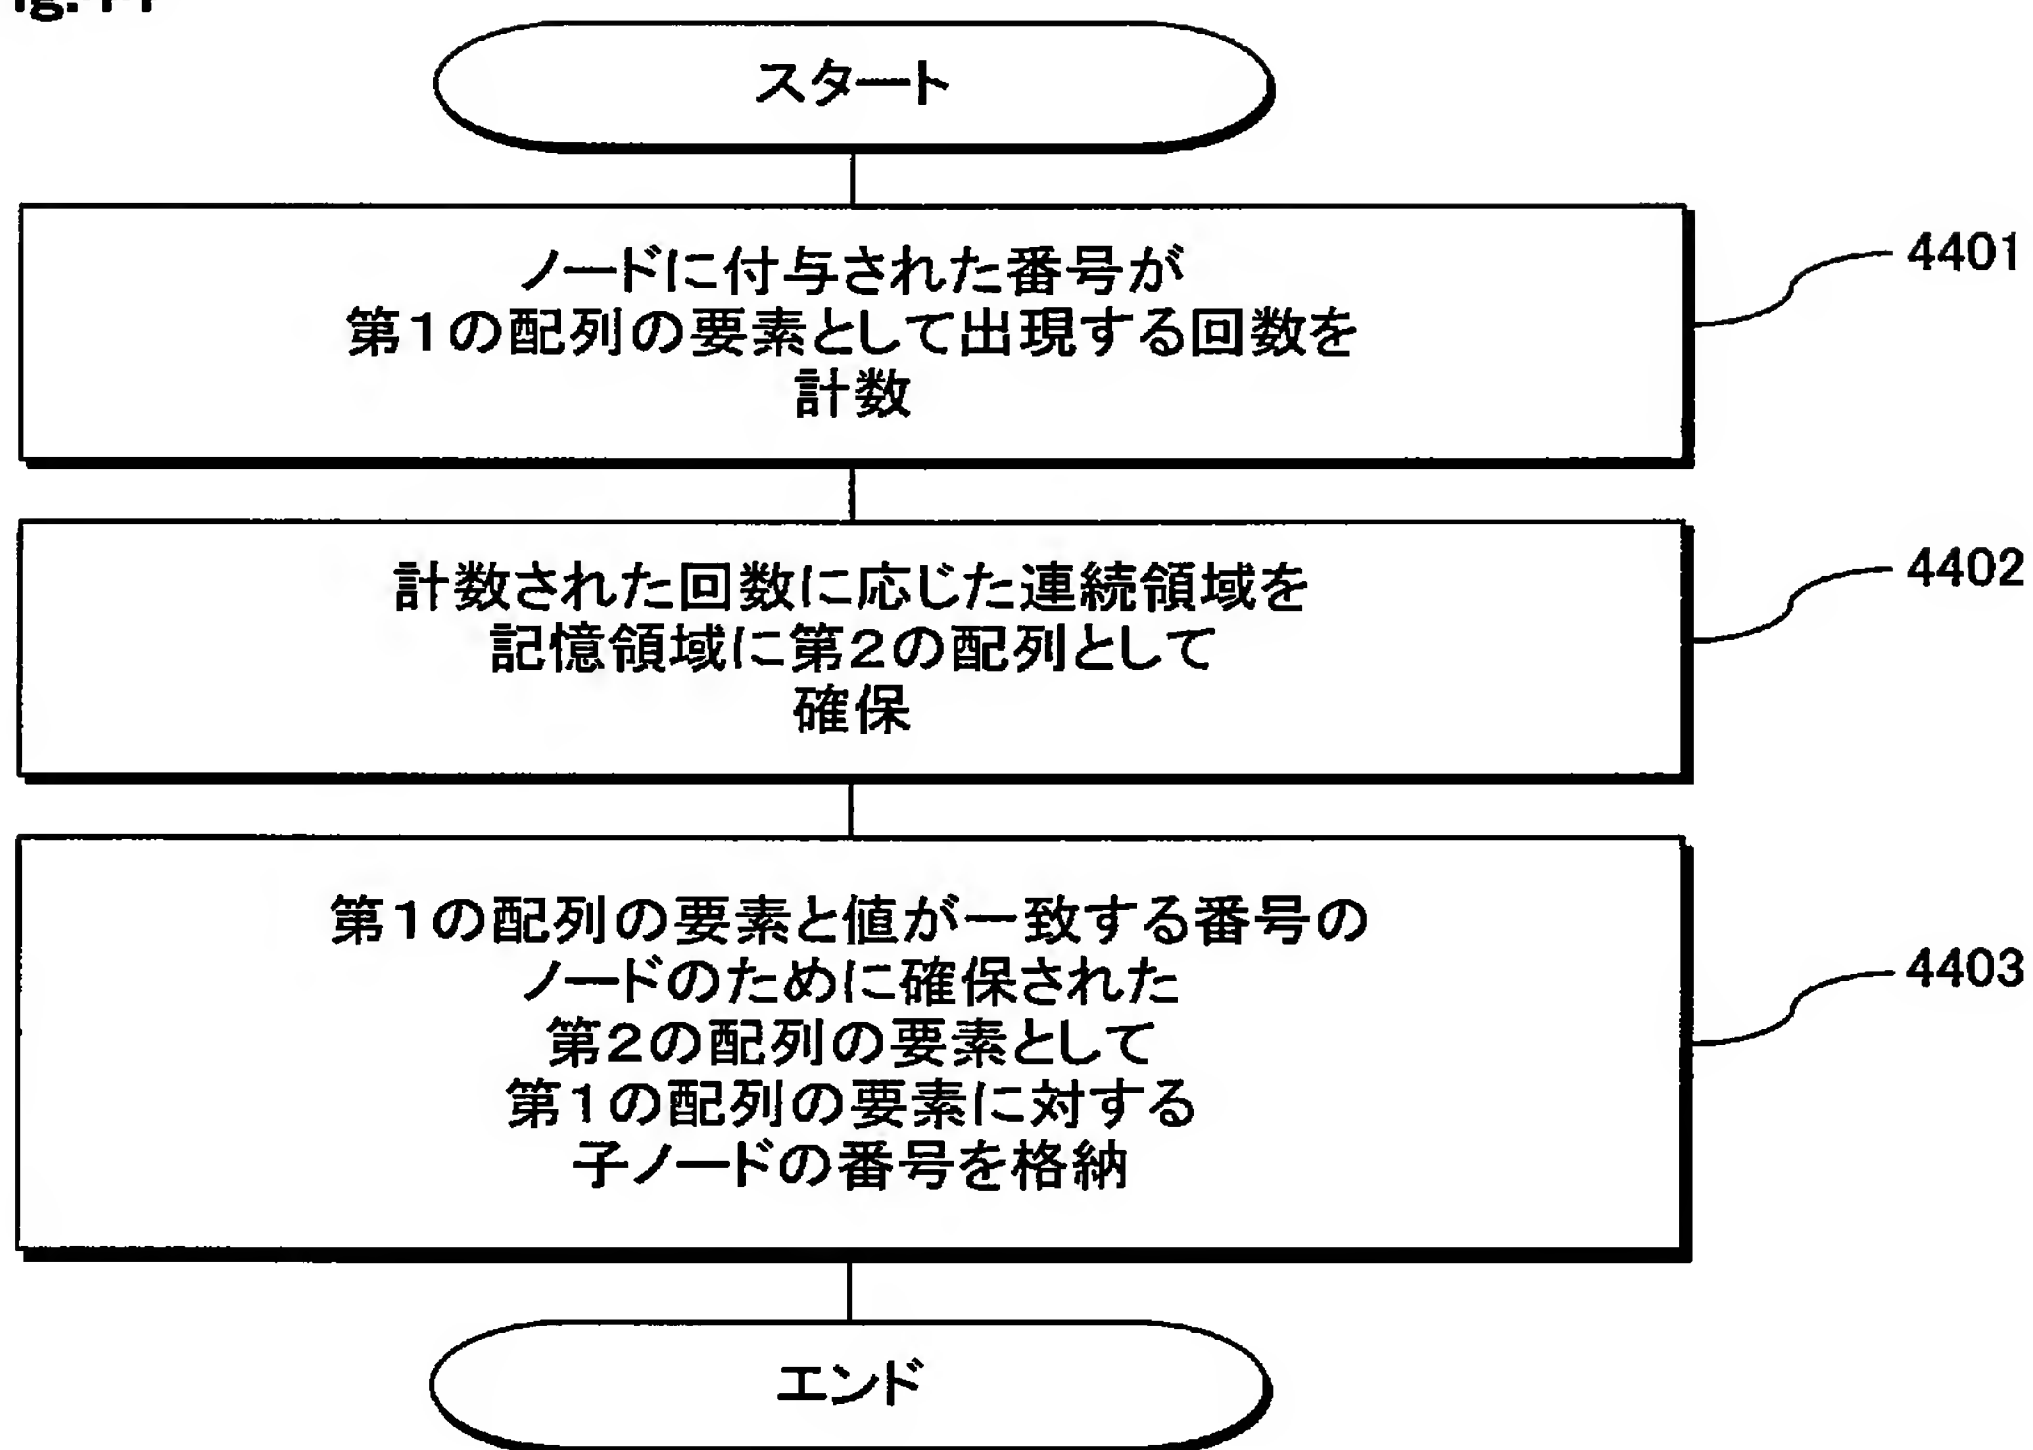 スタート
ノードに付与された番号が
4401
第1の配列の要素として出現する回数を
計数
計数された回数に応じた連続領域を
4402
記憶領域に第2の配列として
確保
第1の配列の要素と値が一致する番号の
ノードのために確保された
4403
第2の配列の要素として
第1の配列の要素に対する
子ノードの番号を格納
エンド